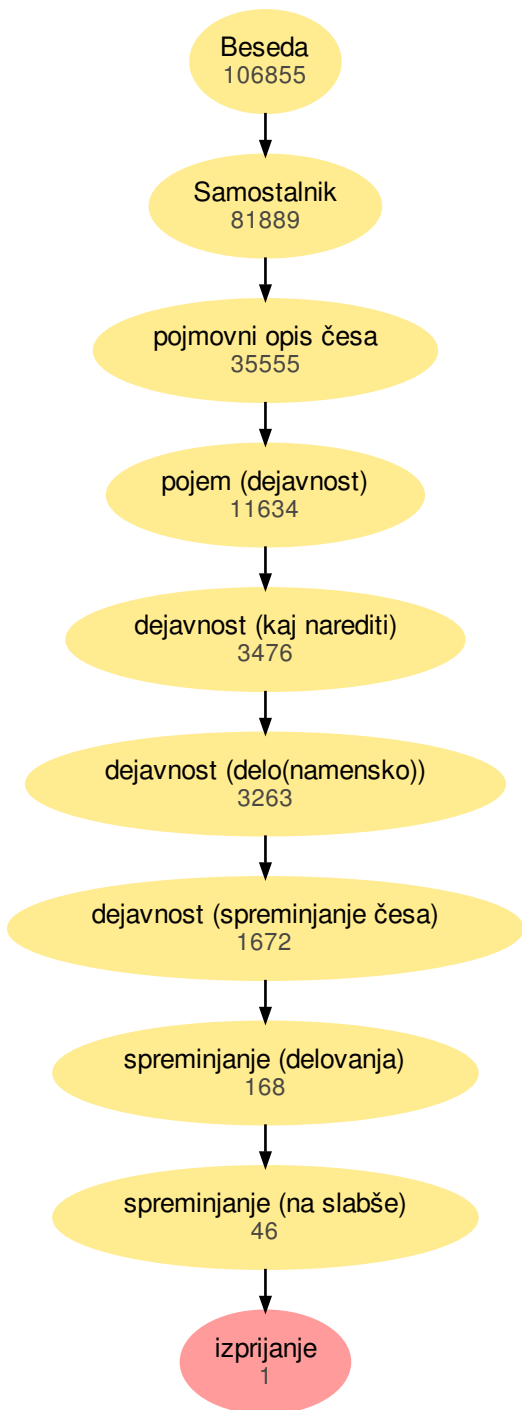 Beseda
106855
Samostalnik
81889
pojmovni opis česa
35555
pojem (dejavnost)
11634
dejavnost (kaj narediti)
3476
dejavnost (delo(namensko))
3263
dejavnost (spreminjanje česa)
1672
spreminjanje (delovanja)
168
spreminjanje (na slabše)
46
izprijanje
1